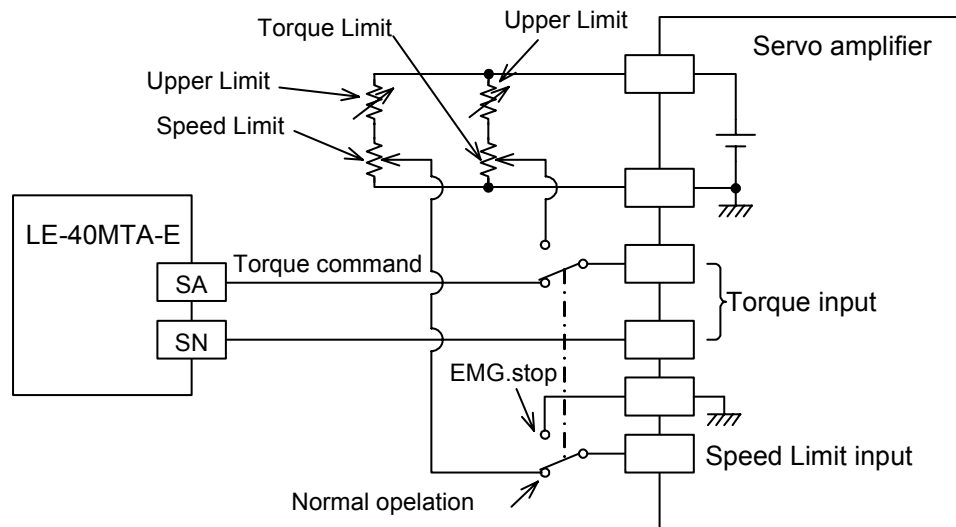 Torque Limit
Upper Limit
Servo amplifier
Upper Limit
Speed Limit
LE-40MTA-E
SA
Torque command
Torque input
SN
EMG.stop
Speed Limit input
Normal opelation